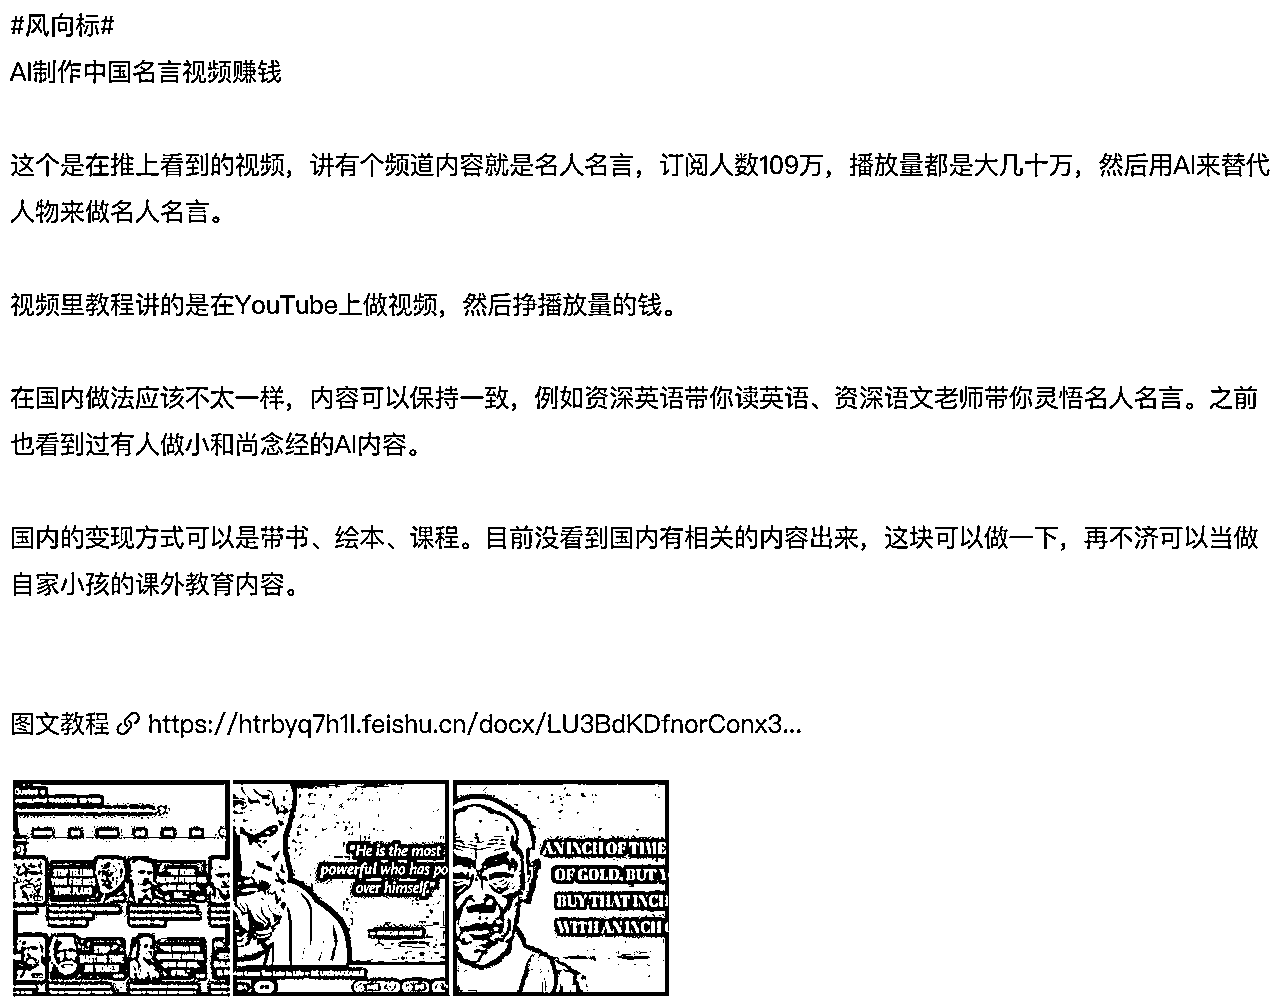 #风向标#
AI制作中国名言视频赚钱
这个是在推上看到的视频，讲有个频道内容就是名人名言，订阅人数109万，播放量都是大几十万，然后用AI来替代
人物来做名人名言。
视频里教程讲的是在YouTube上做视频，然后挣播放量的钱。
在国内做法应该不太一样，内容可以保持一致，例如资深英语带你读英语、资深语文老师带你灵悟名人名言。之前
也看到过有人做小和尚念经的AI内容。
国内的变现方式可以是带书、绘本、课程。目前没看到国内有相关的内容出来，这块可以做一下，再不济可以当做
自家小孩的课外教育内容。
图文教程 https://htrbyq7h1l.feishu.cn/docx/LU3BdKDfnorConx3...
"He is the most
powerful who has po
over himself."
AN INCH OF TIME
OF GOLD, BUT Y
BUY THAT INCH
WITH AN INCH